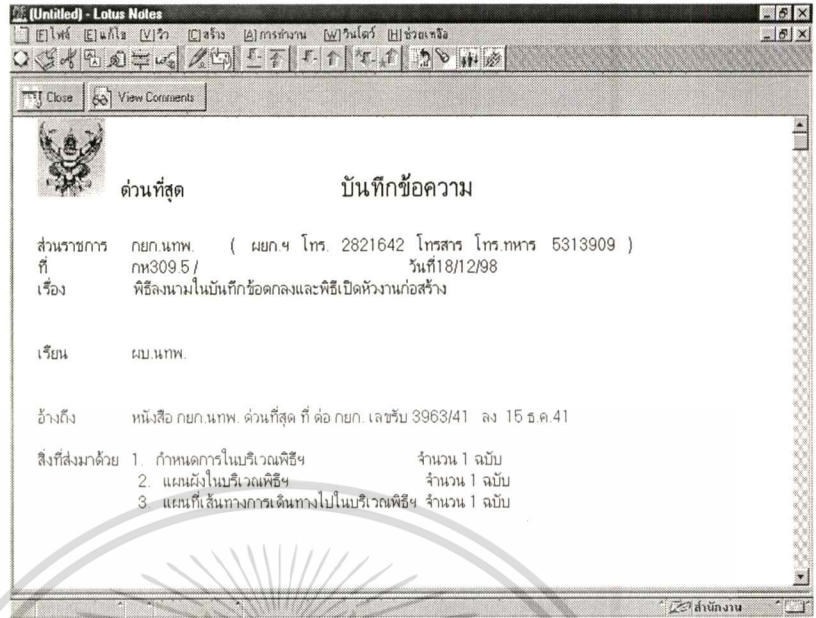 (Untitled) - Lotus Notes
[F]ไฟล์ [E]แก้ไข [V]วิว [C]สร้าง [A]การทำงาน [W]วินโดว์ [H]ช่วยเหลือ
Close View Comments
ด่วนที่สุด บันทึกข้อความ
ส่วนราชการ กยก.นทพ. ( ผยก.ฯ โทร. 2821642 โทรสาร โทร.ทหาร 5313909 )
ที่ กห309.5 / วันที่18/12/98
เรื่อง พิธีลงนามในบันทึกข้อตกลงและพิธีเปิดหัวงานก่อสร้าง
เรียน ผบ.นทพ.
อ้างถึง หนังสือ กยก.นทพ. ด่วนที่สุด ที่ ต่อ กยก. เลขรับ 3963/41 ลง 15 ธ.ค.41
สิ่งที่ส่งมาด้วย 1. กำหนดการในบริเวณพิธีฯ จำนวน 1 ฉบับ
2. แผนผังในบริเวณพิธีฯ จำนวน 1 ฉบับ
3. แผนที่เส้นทางการเดินทางไปในบริเวณพิธีฯ จำนวน 1 ฉบับ
สำนักงาน